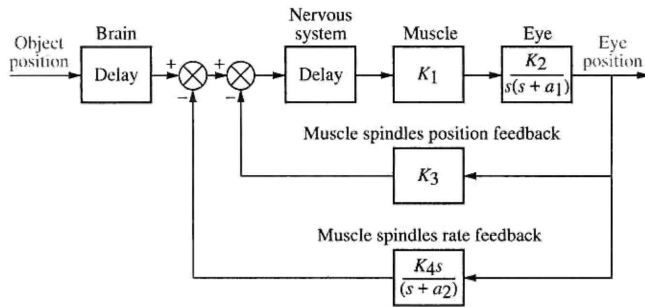 Object
position
Brain
Delay
+
−
+
−
Nervous
system
Delay
Muscle
K₁
Eye
K₂
s(s + a₁)
Eye
position
Muscle spindles position feedback
K₃
Muscle spindles rate feedback
K₄s
(s + a₂)